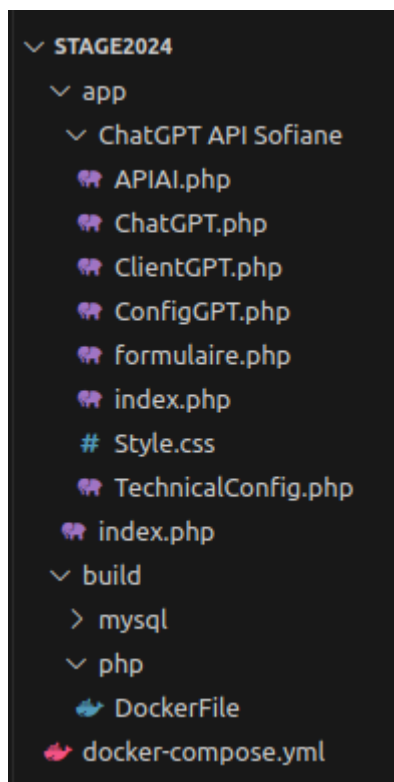 STAGE2024
app
ChatGPT API Sofiane
APIAI.php
ChatGPT.php
ClientGPT.php
ConfigGPT.php
formulaire.php
index.php
# Style.css
TechnicalConfig.php
index.php
build
mysql
php
DockerFile
docker-compose.yml